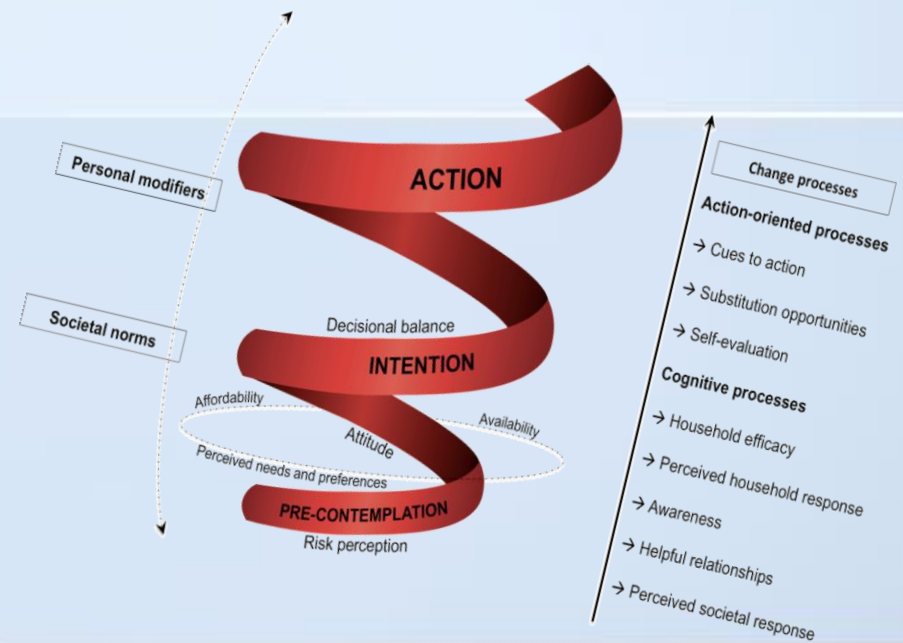 Personal modifiers
Societal norms
ACTION
Decisional balance
INTENTION
Affordability
Availability
Attitude
Perceived needs and preferences
PRE-CONTEMPLATION
Risk perception
Change processes
Action-oriented processes
→ Cues to action
→ Substitution opportunities
→ Self-evaluation
Cognitive processes
→ Household efficacy
→ Perceived household response
→ Awareness
→ Helpful relationships
→ Perceived societal response